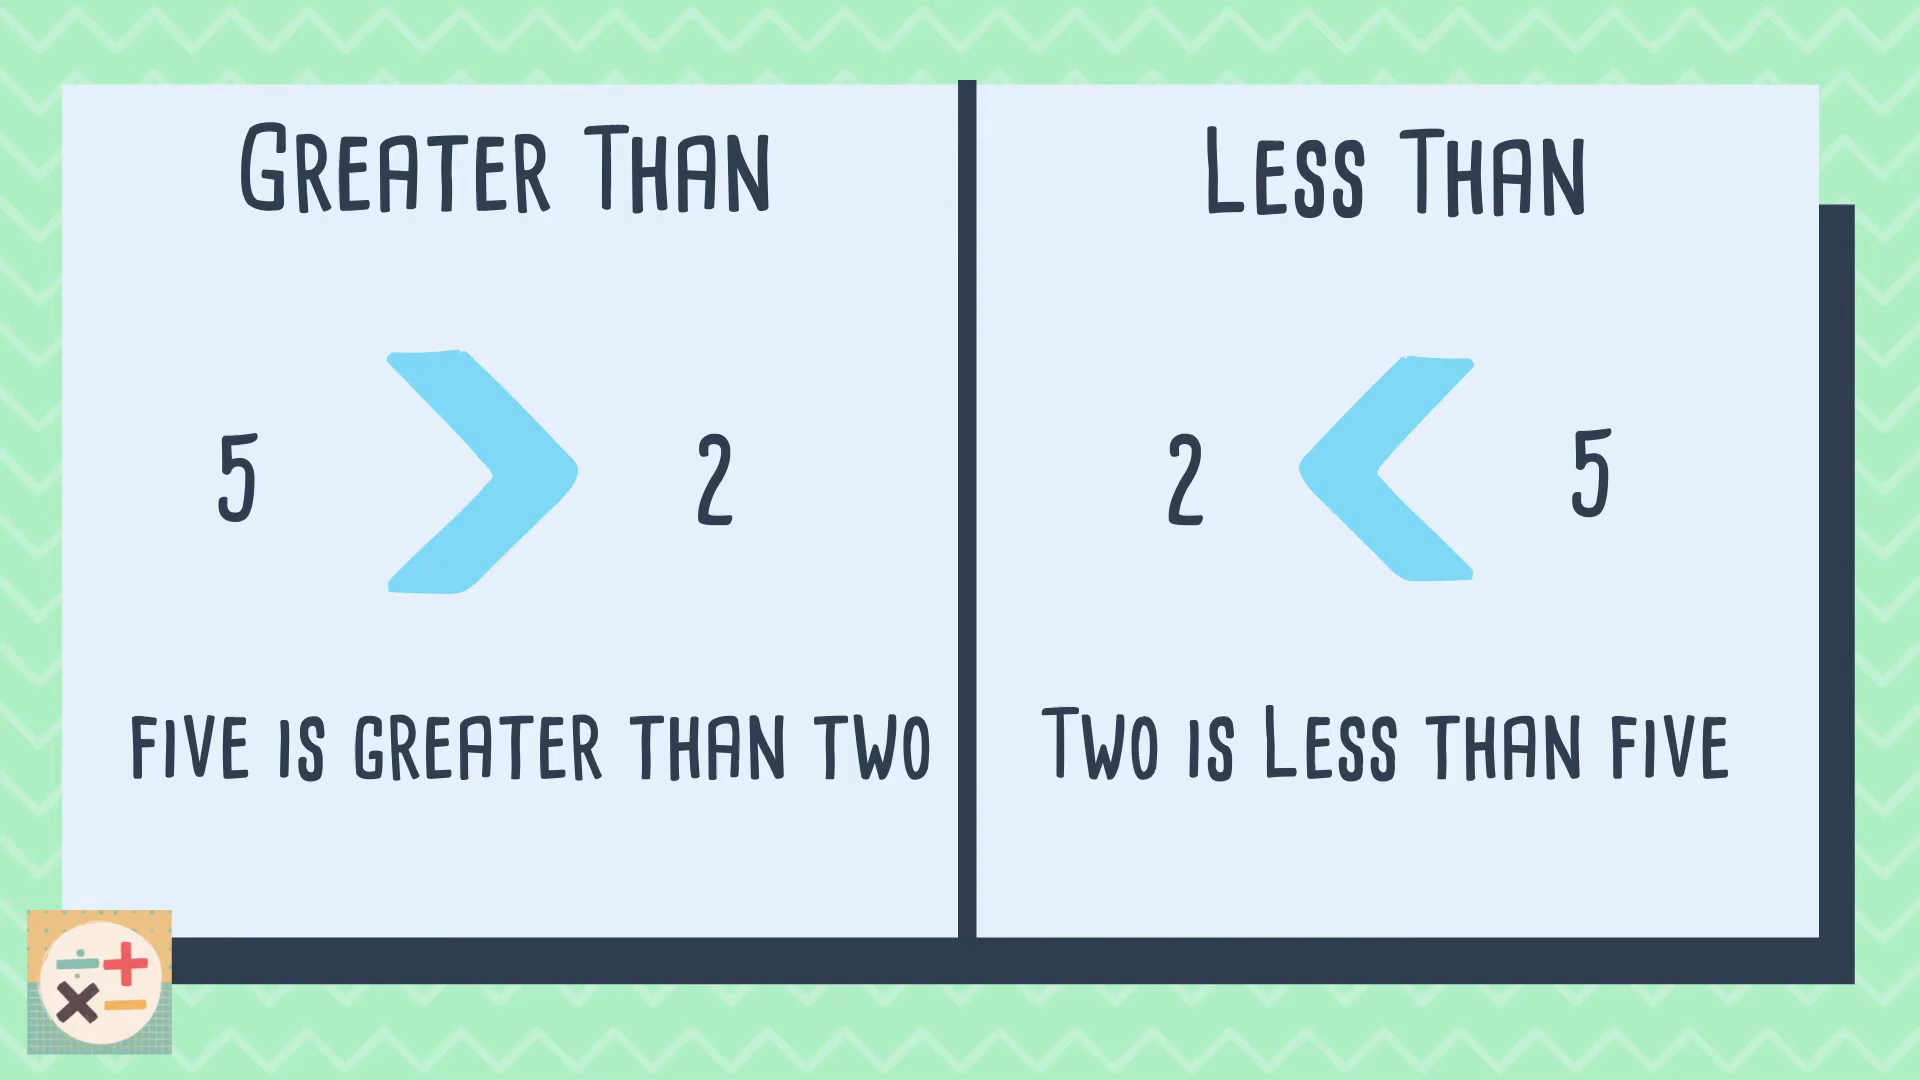 Greater Than
5 > 2
five is greater than two
Less Than
2 < 5
Two is Less than five